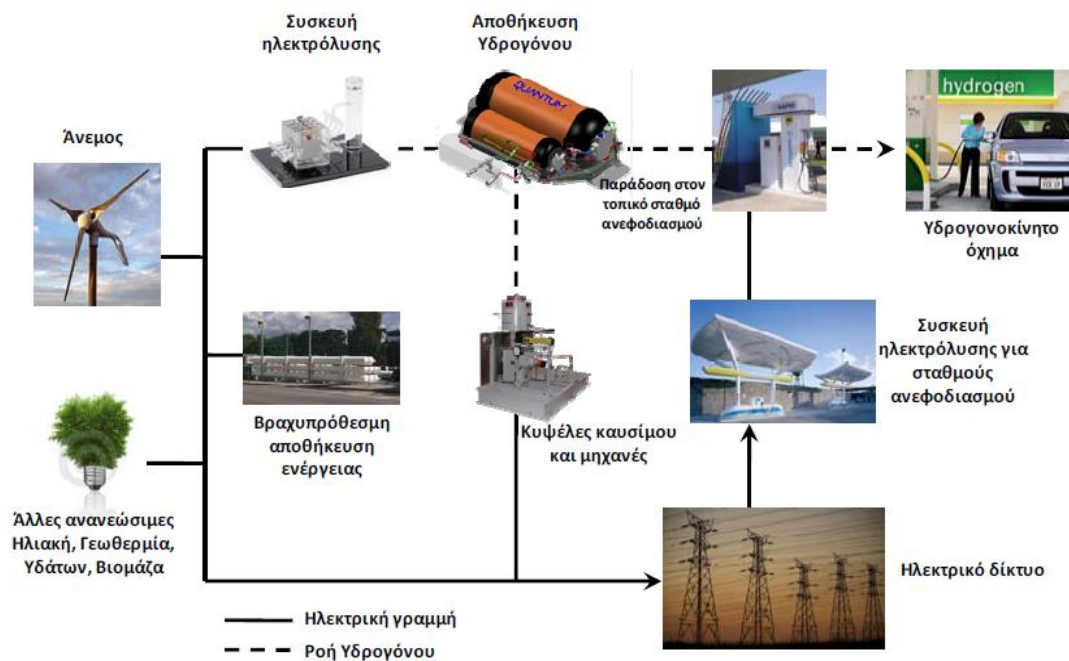 Συσκευή
ηλεκτρόλυσης
Αποθήκευση
Υδρογόνου
QUANTUM
hydrogen
Άνεμος
Παράδοση στον
τοπικό σταθμό
ανεφοδιασμού
Υδρογονοκίνητο
όχημα
Συσκευή
ηλεκτρόλυσης για
σταθμούς
ανεφοδιασμού
Βραχυπρόθεσμη
αποθήκευση
ενέργειας
Κυψέλες καυσίμου
και μηχανές
Άλλες ανανεώσιμες
Ηλιακή, Γεωθερμία,
Υδάτων, Βιομάζα
Ηλεκτρικό δίκτυο
Ηλεκτρική γραμμή
Ροή Υδρογόνου